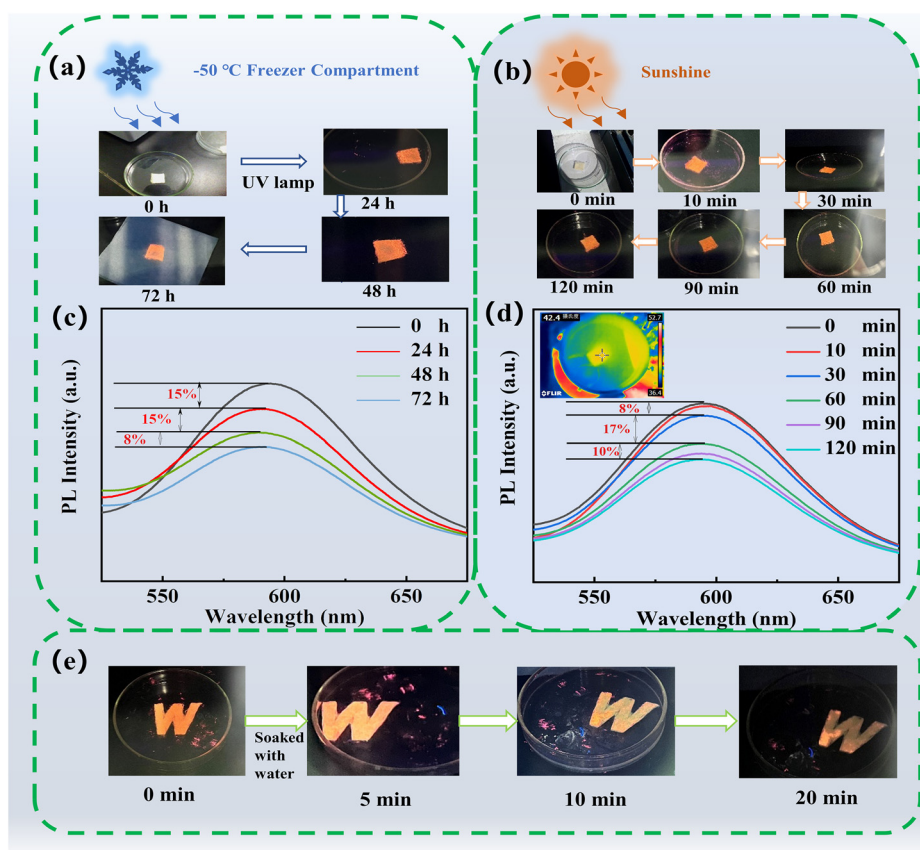 (a)
-50 °C Freezer Compartment
UV lamp
0 h
24 h
72 h
48 h
(b)
Sunshine
0 min
10 min
30 min
120 min
90 min
60 min
(c)
0 h
24 h
48 h
72 h
15%
15%
8%
PL Intensity (a.u.)
550
600
650
Wavelength (nm)
(d)
42.4
52.7
36.4
FLIR
0 min
10 min
30 min
60 min
90 min
120 min
8%
17%
10%
PL Intensity (a.u.)
550
600
650
Wavelength (nm)
(e)
W
W
W
W
Soaked
with
water
0 min
5 min
10 min
20 min